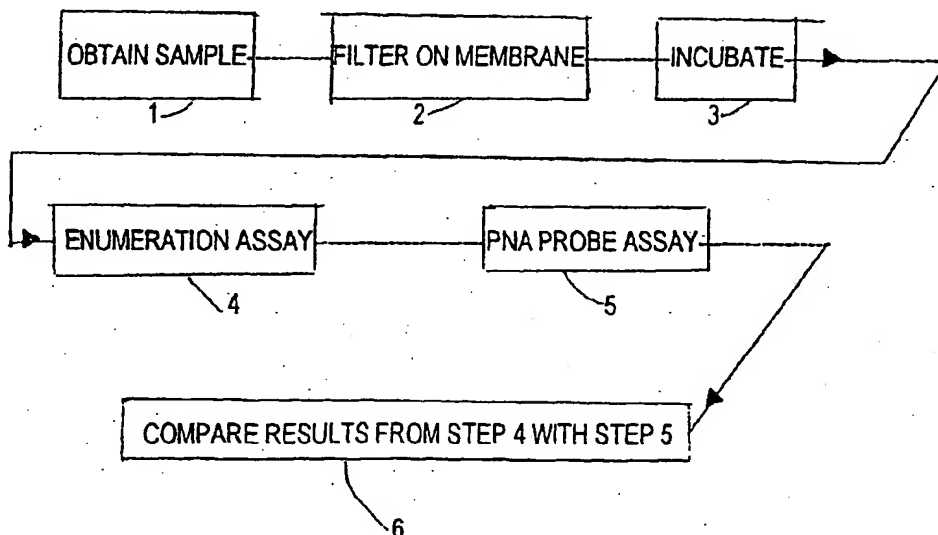 OBTAIN SAMPLE
FILTER ON MEMBRANE
INCUBATE
1
2
3
ENUMERATION ASSAY
PNA PROBE ASSAY
4
5
COMPARE RESULTS FROM STEP 4 WITH STEP 5
6